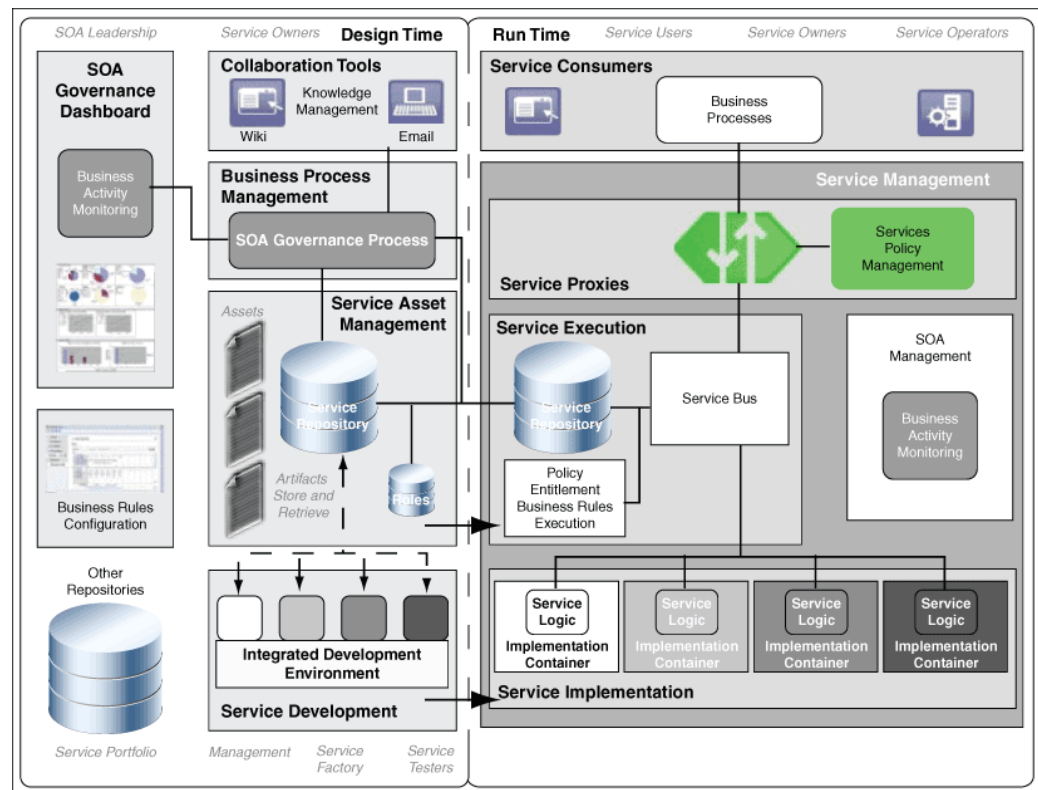 SOA Leadership
Service Owners
Design Time
Run Time
Service Users
Service Owners
Service Operators
SOA
Governance
Dashboard
Business
Activity
Monitoring
Business Rules
Configuration
Other
Repositories
Service Portfolio
Collaboration Tools
Knowledge
Management
Wiki
Email
Business Process
Management
SOA Governance Process
Service Asset
Management
Assets
Service
Repository
Artifacts
Store and
Retrieve
Roles
Integrated Development
Environment
Service Development
Management
Service
Factory
Service
Testers
Service Consumers
Business
Processes
Service Management
Services
Policy
Management
Service Proxies
Service Execution
Service
Repository
Service Bus
Policy
Entitlement
Business Rules
Execution
SOA
Management
Business
Activity
Monitoring
Service
Logic
Implementation
Container
Service
Logic
Implementation
Container
Service
Logic
Implementation
Container
Service
Logic
Implementation
Container
Service Implementation